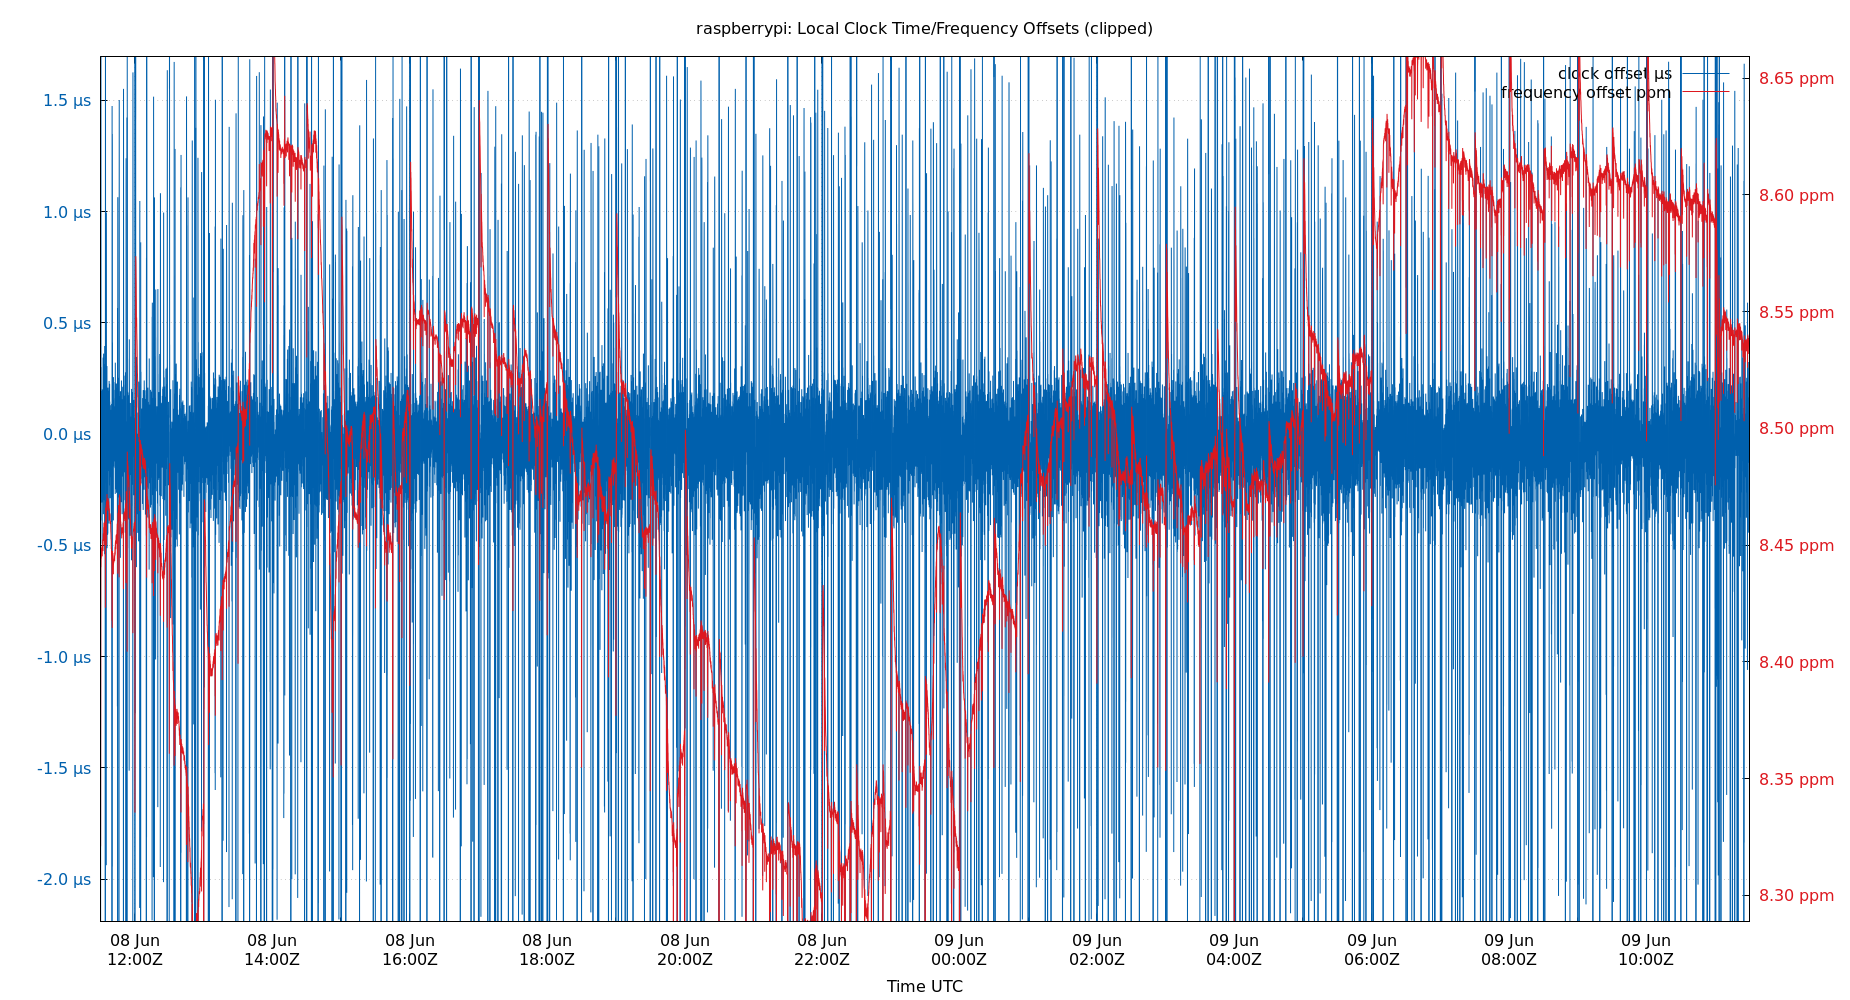 raspberrypi: Local Clock Time/Frequency Offsets (clipped)
clock offset µs
frequency offset ppm
1.5 µs
1.0 µs
0.5 µs
0.0 µs
-0.5 µs
-1.0 µs
-1.5 µs
-2.0 µs
8.65 ppm
8.60 ppm
8.55 ppm
8.50 ppm
8.45 ppm
8.40 ppm
8.35 ppm
8.30 ppm
08 Jun 08 Jun 08 Jun 08 Jun 08 Jun 08 Jun 09 Jun 09 Jun 09 Jun 09 Jun 09 Jun 09 Jun
12:00Z 14:00Z 16:00Z 18:00Z 20:00Z 22:00Z 00:00Z 02:00Z 04:00Z 06:00Z 08:00Z 10:00Z
Time UTC